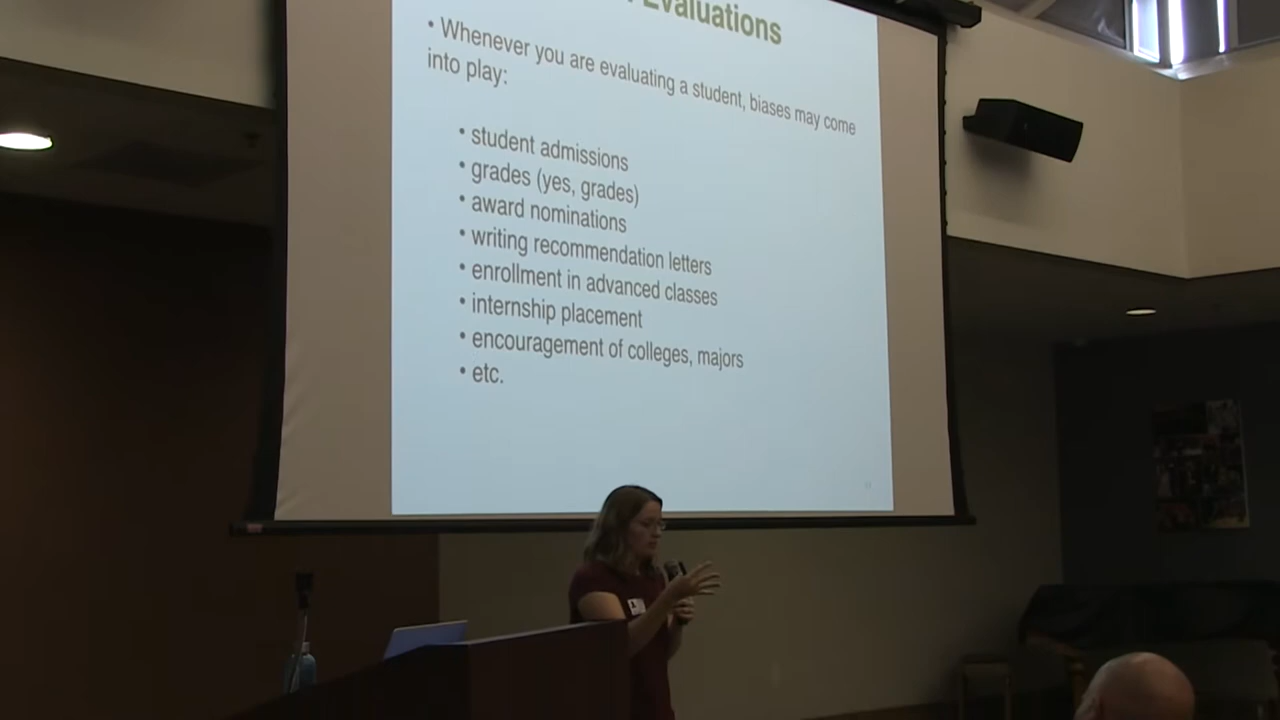 Evaluations
• Whenever you are evaluating a student, biases may come
into play:
• student admissions
• grades (yes, grades)
• award nominations
• writing recommendation letters
• enrollment in advanced classes
• internship placement
• encouragement of colleges, majors
• etc.